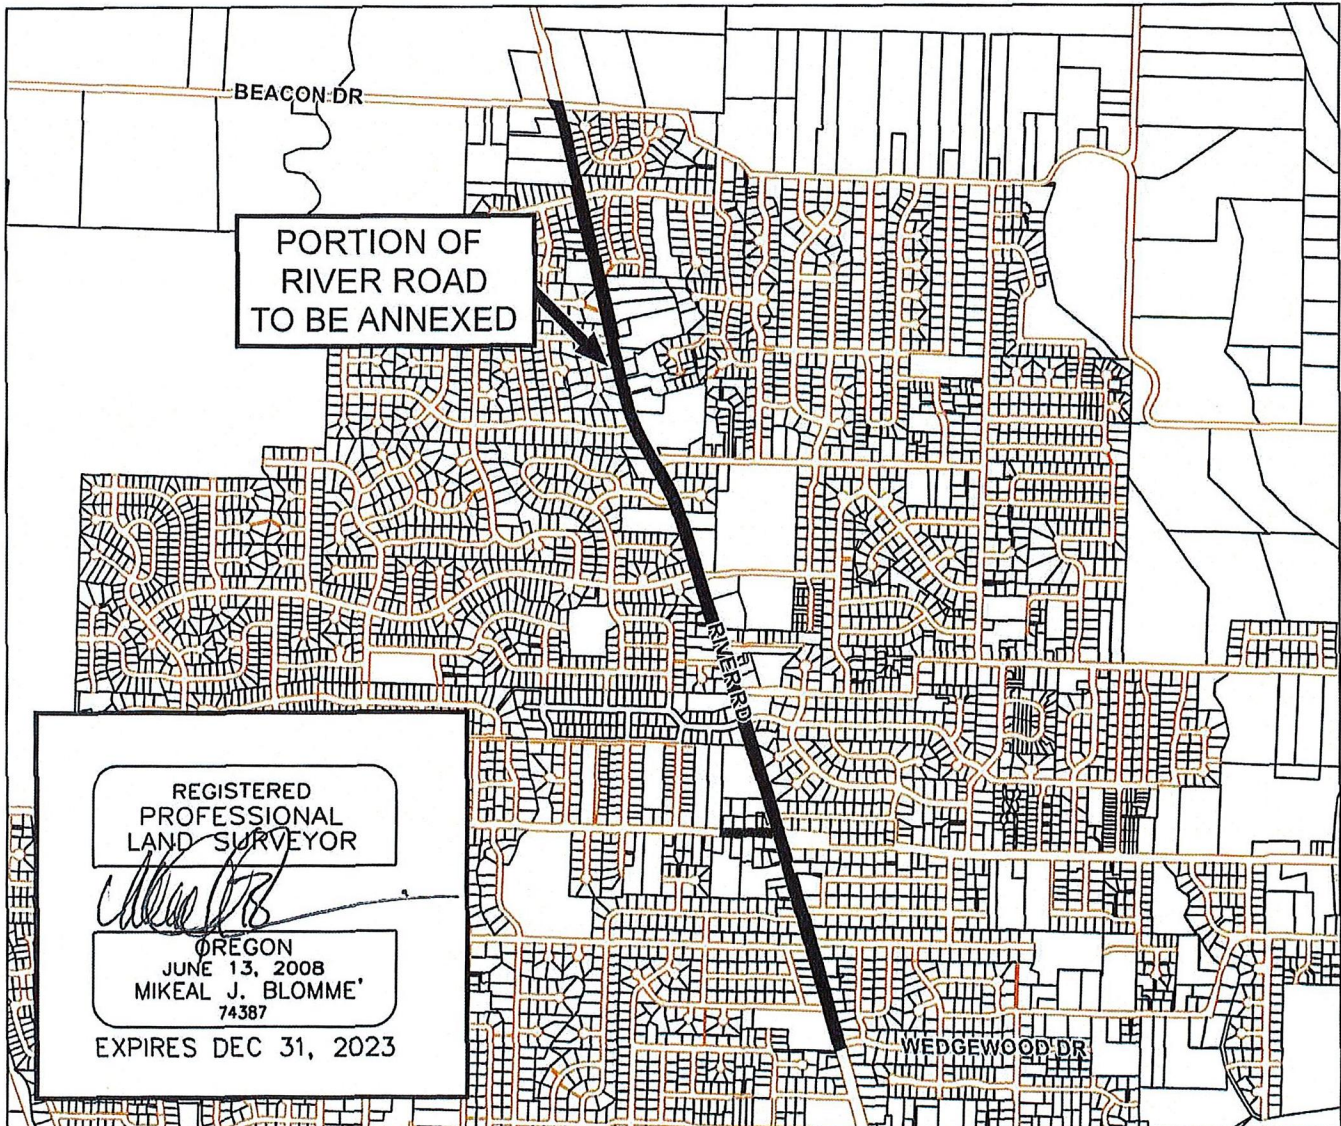 BEACON DR
PORTION OF
RIVER ROAD
TO BE ANNEXED
RIVER RD
REGISTERED
PROFESSIONAL
LAND SURVEYOR
OREGON
JUNE 13, 2008
MIKEAL J. BLOMME'
74387
EXPIRES DEC 31, 2023
WEDGEWOOD DR